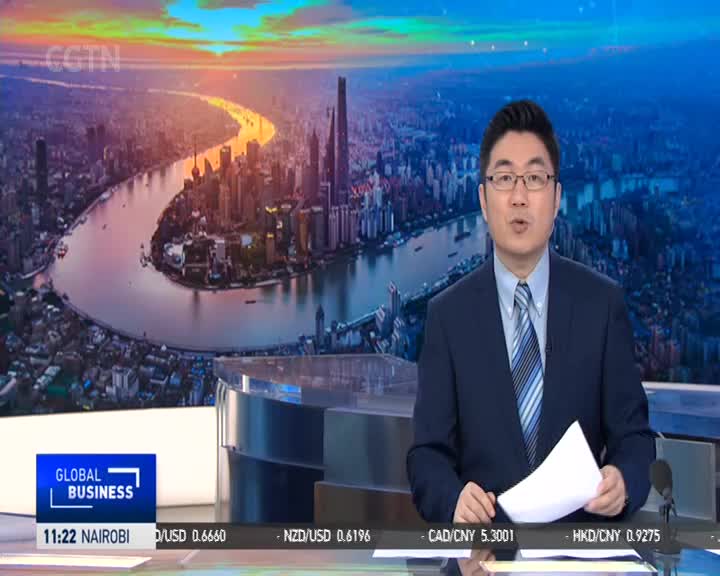 CGTN
GLOBAL
BUSINESS
11:22 NAIROBI
D/USD 0.6660 - NZD/USD 0.6196 - CAD/CNY 5.3001 - HKD/CNY 0.9275 -